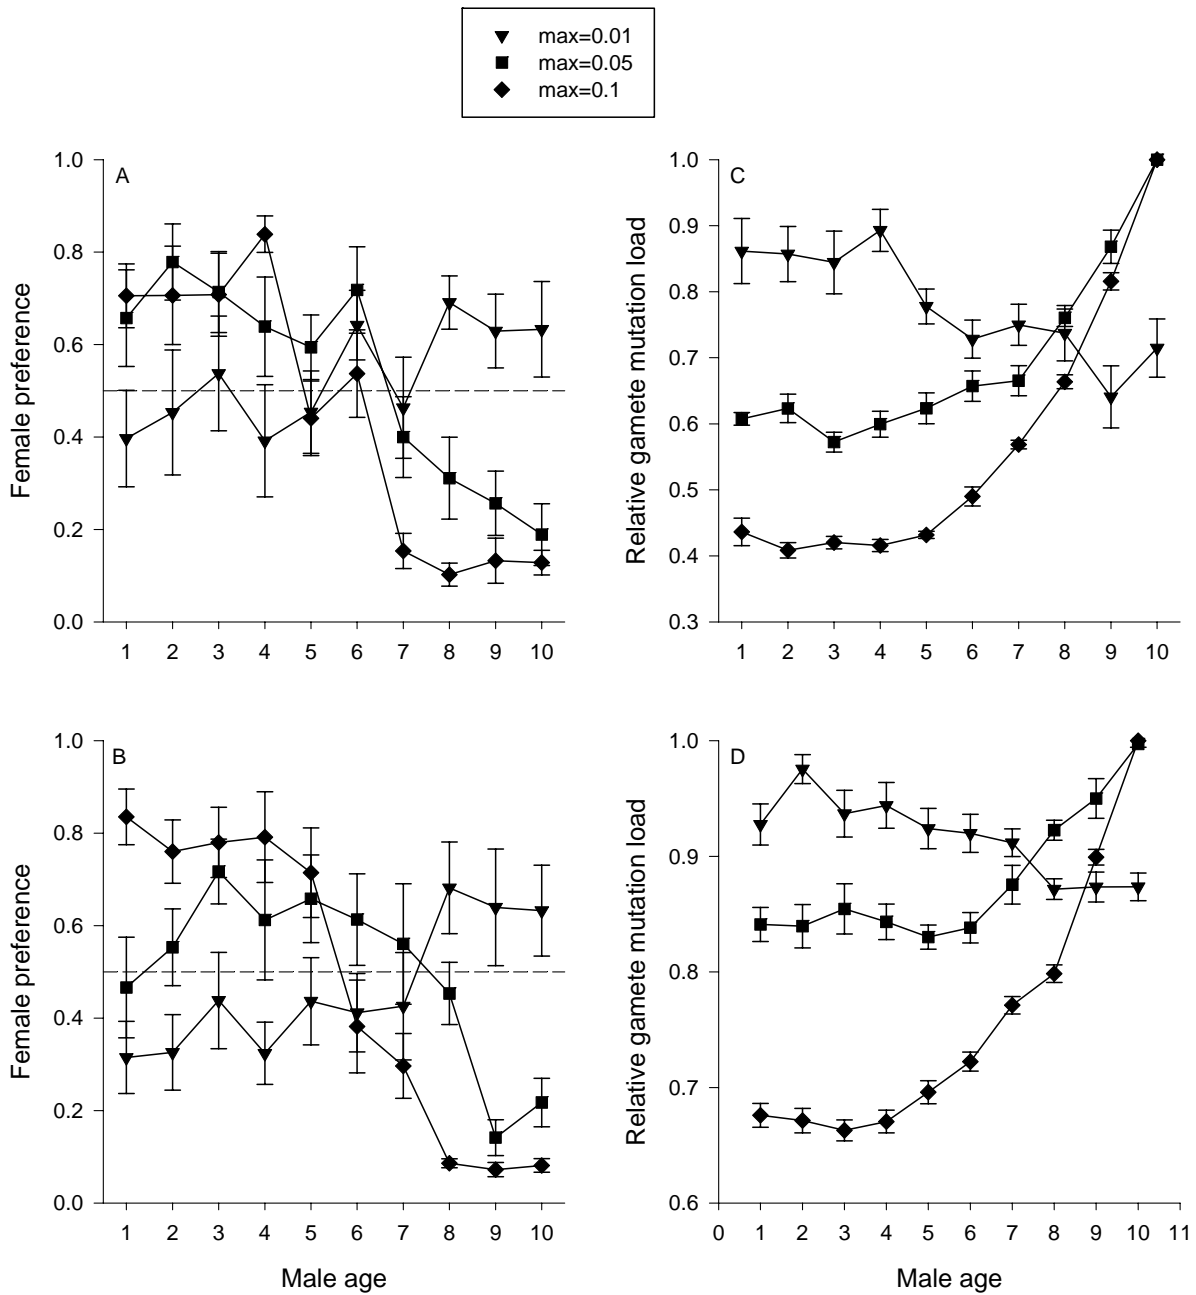 max=0.01
max=0.05
max=0.1
A
1.0
0.8
0.6
0.4
0.2
0.0
Female preference
1 2 3 4 5 6 7 8 9 10
C
1.0
0.9
0.8
0.7
0.6
0.5
0.4
0.3
Relative gamete mutation load
1 2 3 4 5 6 7 8 9 10
B
1.0
0.8
0.6
0.4
0.2
0.0
Female preference
1 2 3 4 5 6 7 8 9 10
Male age
D
1.0
0.9
0.8
0.7
0.6
Relative gamete mutation load
0 1 2 3 4 5 6 7 8 9 10 11
Male age